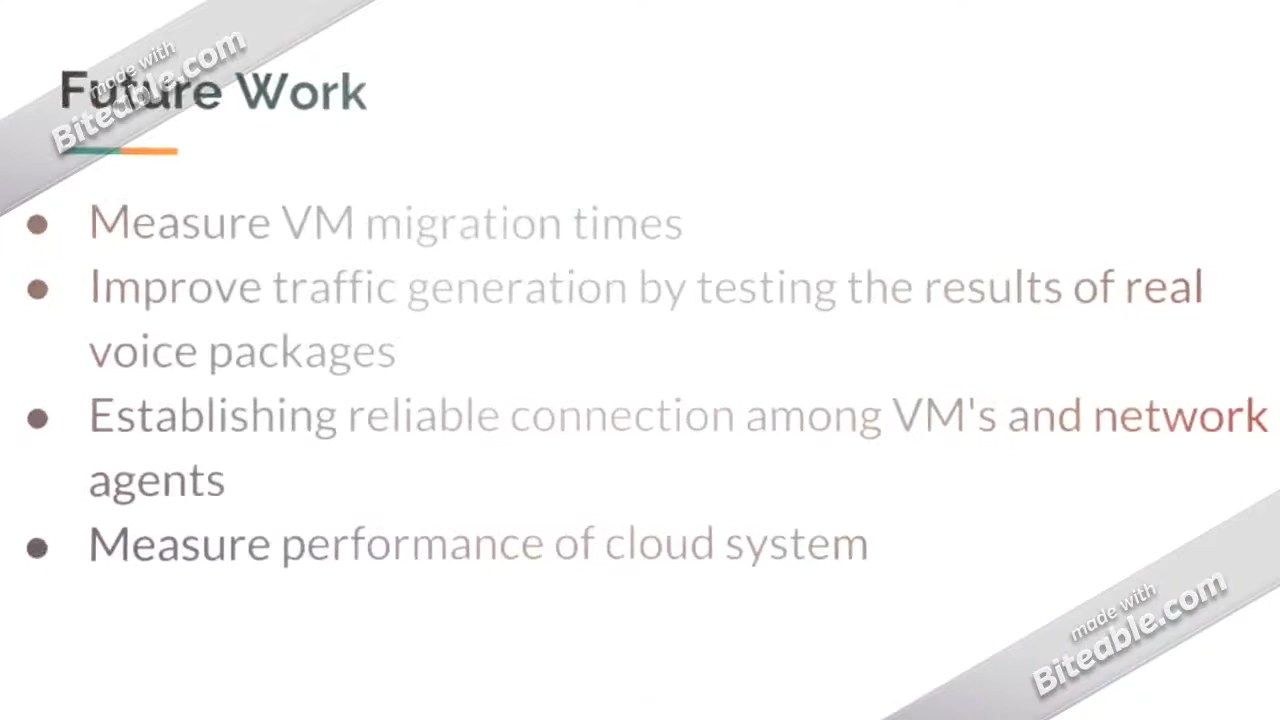 made with
Biteable.com
Future Work
● Measure VM migration times
● Improve traffic generation by testing the results of real
voice packages
● Establishing reliable connection among VM's and network
agents
● Measure performance of cloud system
made with
Biteable.com